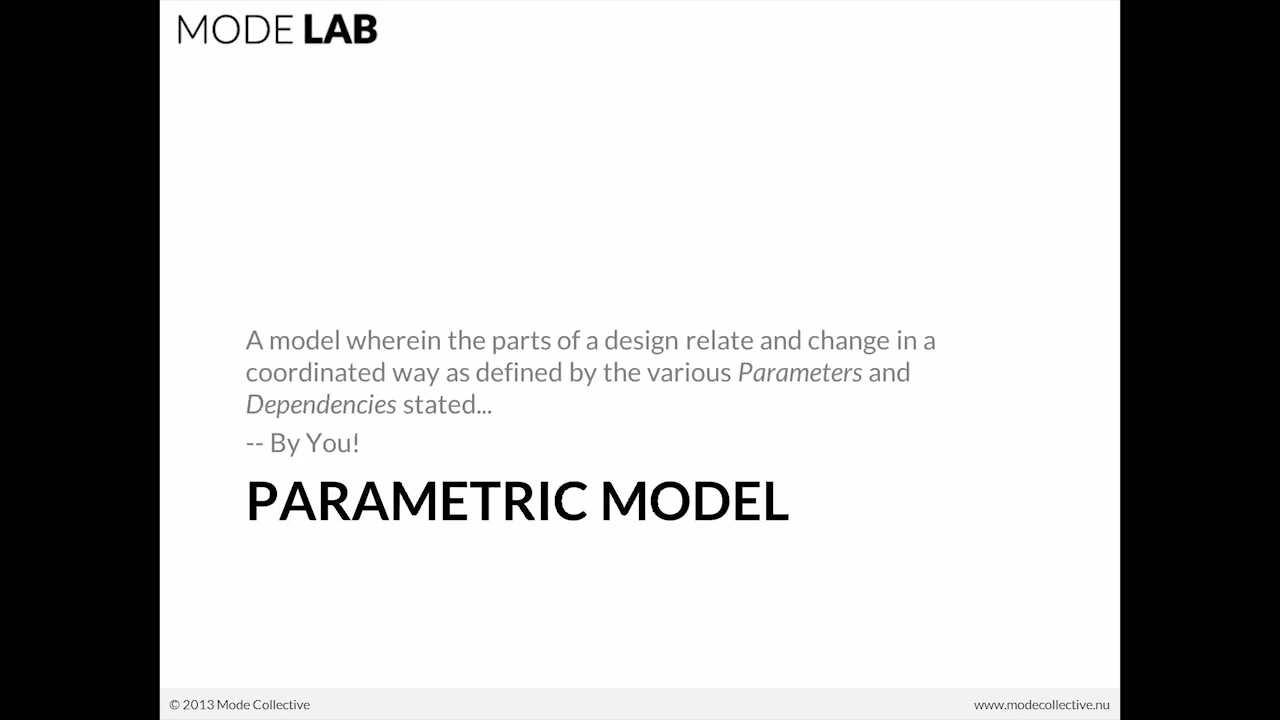 MODE LAB
A model wherein the parts of a design relate and change in a
coordinated way as defined by the various Parameters and
Dependencies stated...
-- By You!
PARAMETRIC MODEL
© 2013 Mode Collective
www.modecollective.nu